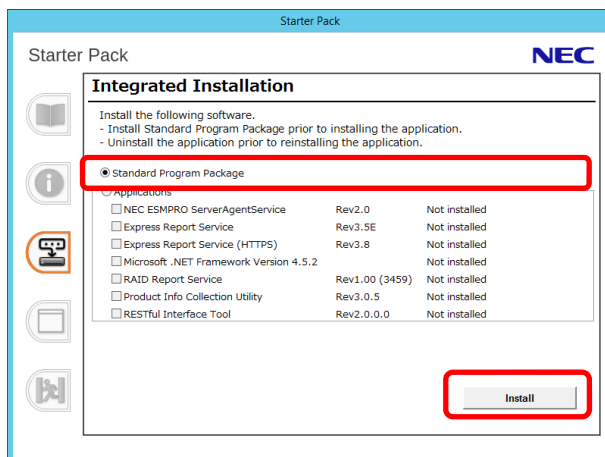 Starter Pack
Starter Pack
NEC
Integrated Installation
Install the following software.
- Install Standard Program Package prior to installing the application.
- Uninstall the application prior to reinstalling the application.
Standard Program Package
Applications
NEC ESMPRO ServerAgentService Rev2.0 Not installed
Express Report Service Rev3.5E Not installed
Express Report Service (HTTPS) Rev3.8 Not installed
Microsoft .NET Framework Version 4.5.2 Not installed
RAID Report Service Rev1.00 (3459) Not installed
Product Info Collection Utility Rev3.0.5 Not installed
RESTful Interface Tool Rev2.0.0.0 Not installed
Install